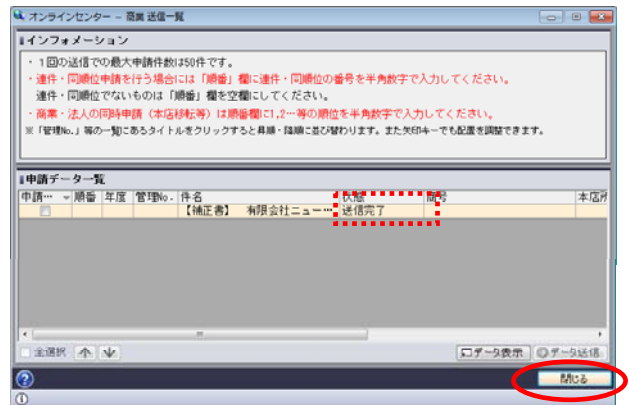 オンラインセンター － 商業 送信一覧
インフォメーション
・ 1回の送信での最大申請件数は50件です。
・連件・同順位申請を行う場合には「順番」欄に連件・同順位の番号を半角数字で入力してください。
連件・同順位でないものは「順番」欄を空欄にしてください。
・商業・法人の同時申請（本店移転等）は順番欄に1,2…等の順位を半角数字で入力してください。
※「管理No.」等の一覧にあるタイトルをクリックすると昇順・降順に並び替わります。また矢印キーでも配置を調整できます。
申請データ一覧
申請… 順番 年度 管理No. 件名 状態 商号 本店所
【補正書】 有限会社ニュー… 送信完了
全選択 データ表示 データ送信
閉じる